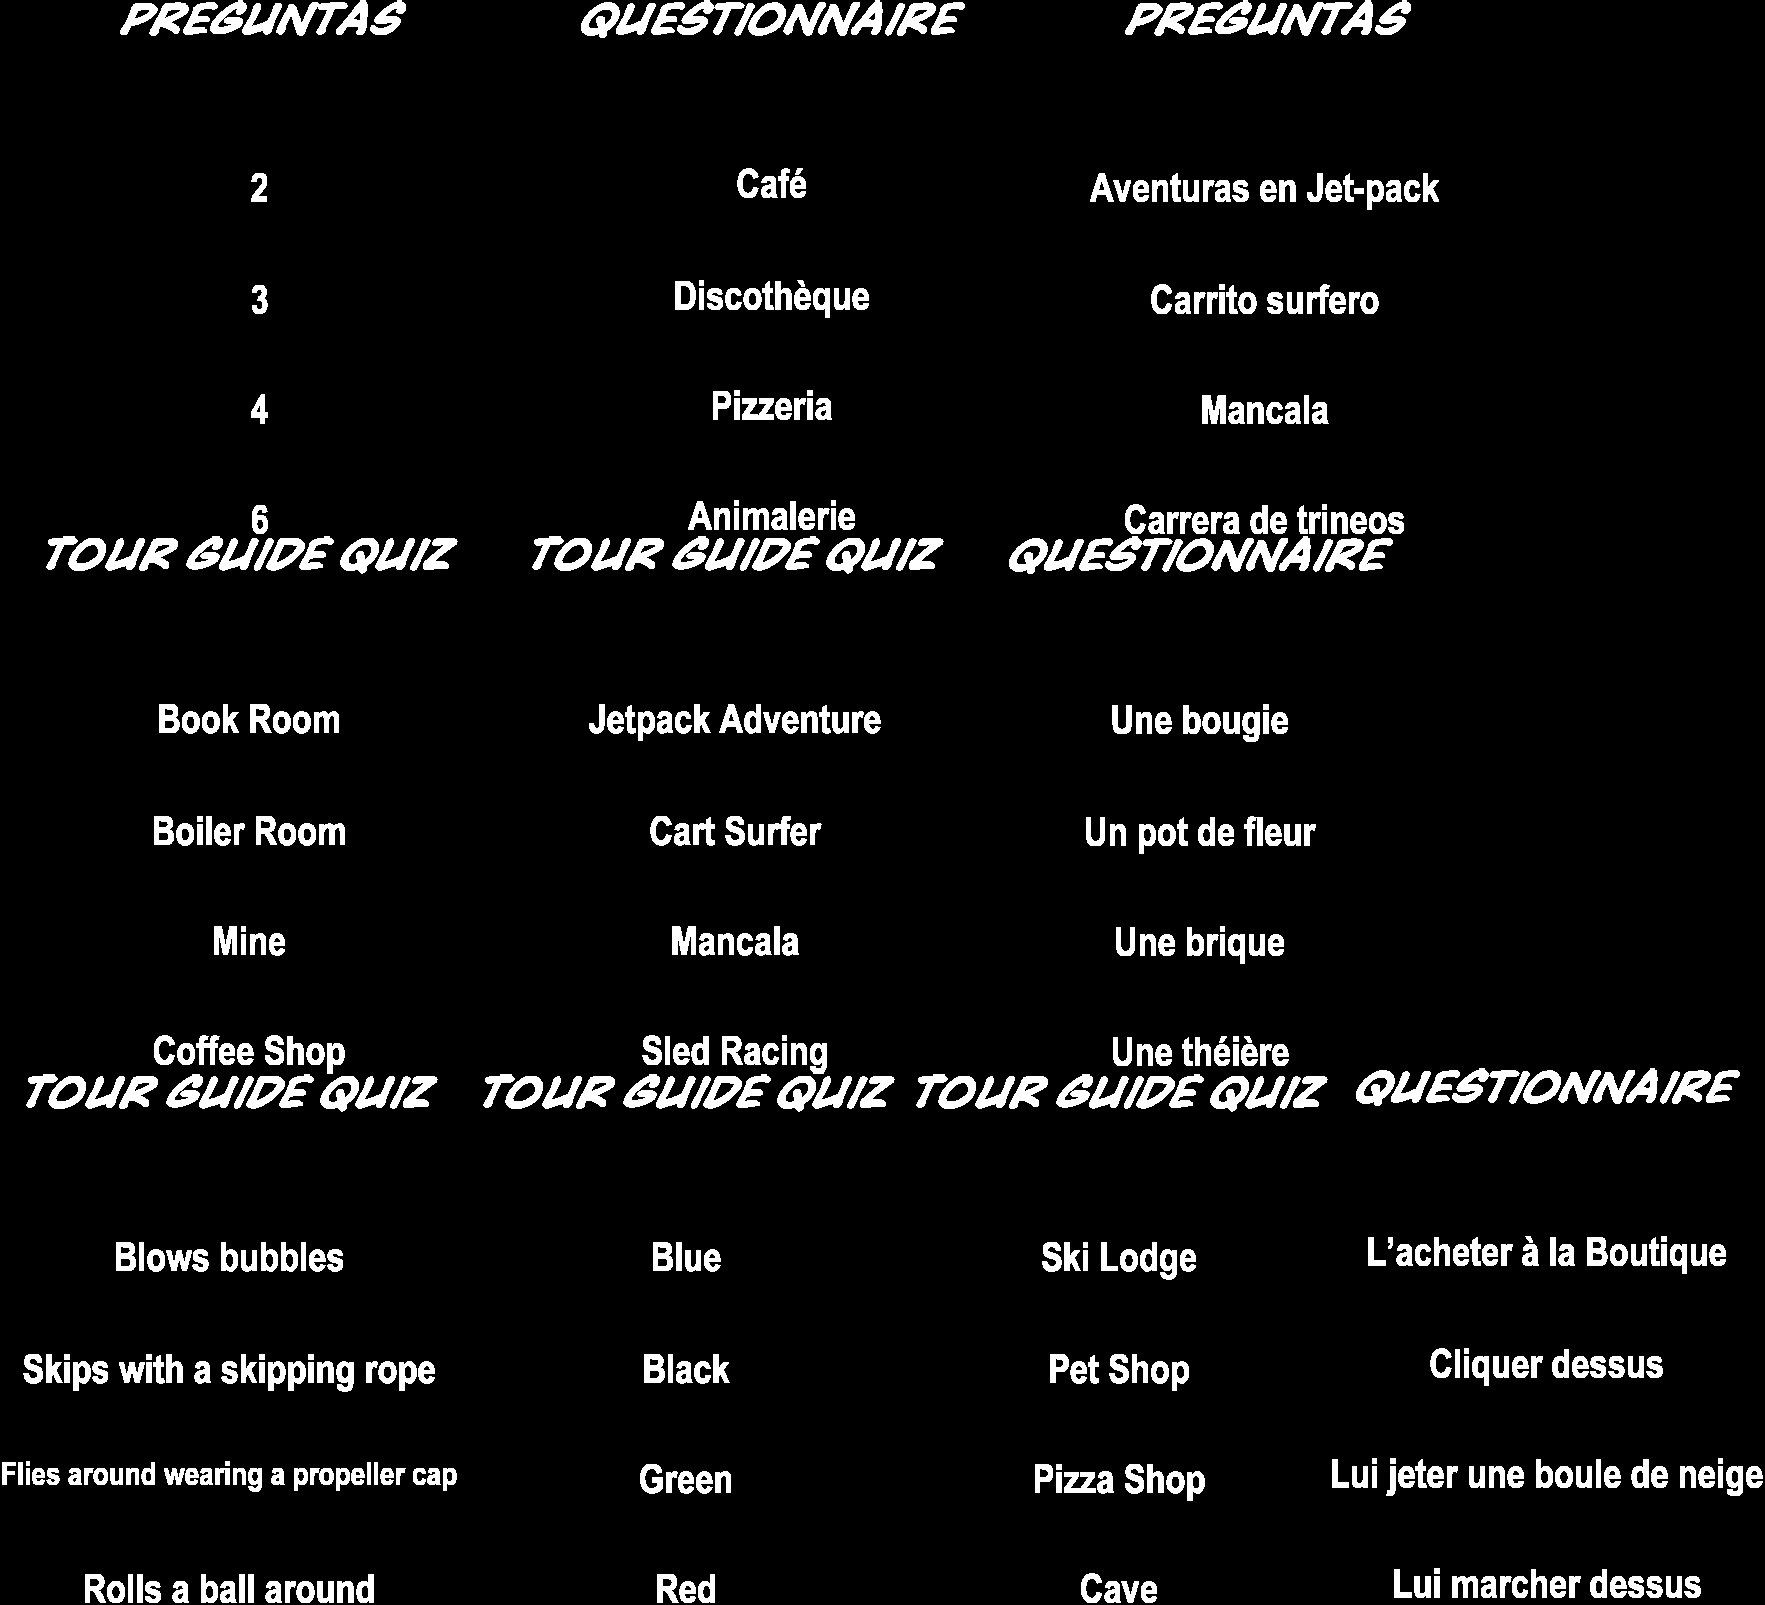 PREGUNTAS
2
3
4
6
QUESTIONNAIRE
Café
Discothèque
Pizzeria
Animalerie
PREGUNTAS
Aventuras en Jet-pack
Carrito surfero
Mancala
Carrera de trineos
TOUR GUIDE QUIZ
Book Room
Boiler Room
Mine
Coffee Shop
TOUR GUIDE QUIZ
Jetpack Adventure
Cart Surfer
Mancala
Sled Racing
QUESTIONNAIRE
Une bougie
Un pot de fleur
Une brique
Une théière
TOUR GUIDE QUIZ
Blows bubbles
Skips with a skipping rope
Flies around wearing a propeller cap
Rolls a ball around
TOUR GUIDE QUIZ
Blue
Black
Green
Red
TOUR GUIDE QUIZ
Ski Lodge
Pet Shop
Pizza Shop
Cave
QUESTIONNAIRE
L’acheter à la Boutique
Cliquer dessus
Lui jeter une boule de neige
Lui marcher dessus